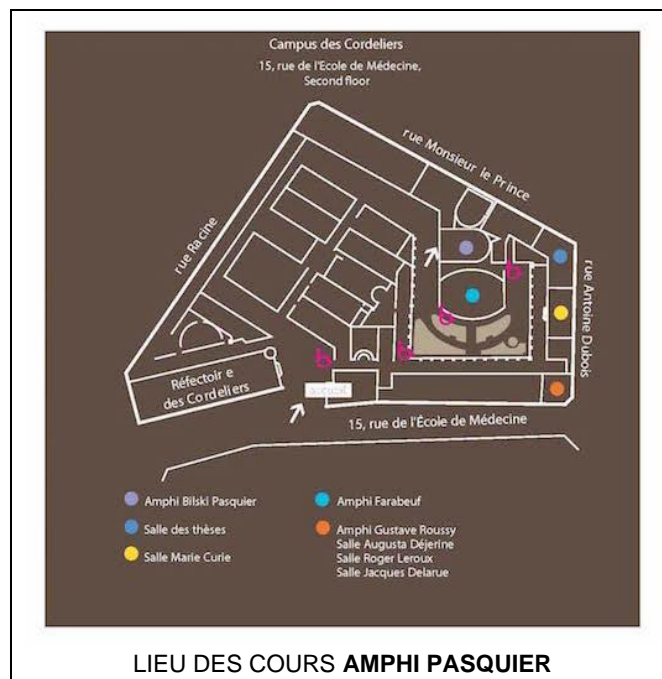 Campus des Cordeliers
15, rue de l'Ecole de Médecine,
Second floor
rue Monsieur le Prince
rue Racine
rue Antoine Dubois
Réfectoir e
des Cordeliers
accueil
15, rue de l'École de Médecine
Amphi Bilski Pasquier
Salle des thèses
Salle Marie Curie
Amphi Farabeuf
Amphi Gustave Roussy
Salle Augusta Déjerine
Salle Roger Leroux
Salle Jacques Delarue
LIEU DES COURS AMPHI PASQUIER